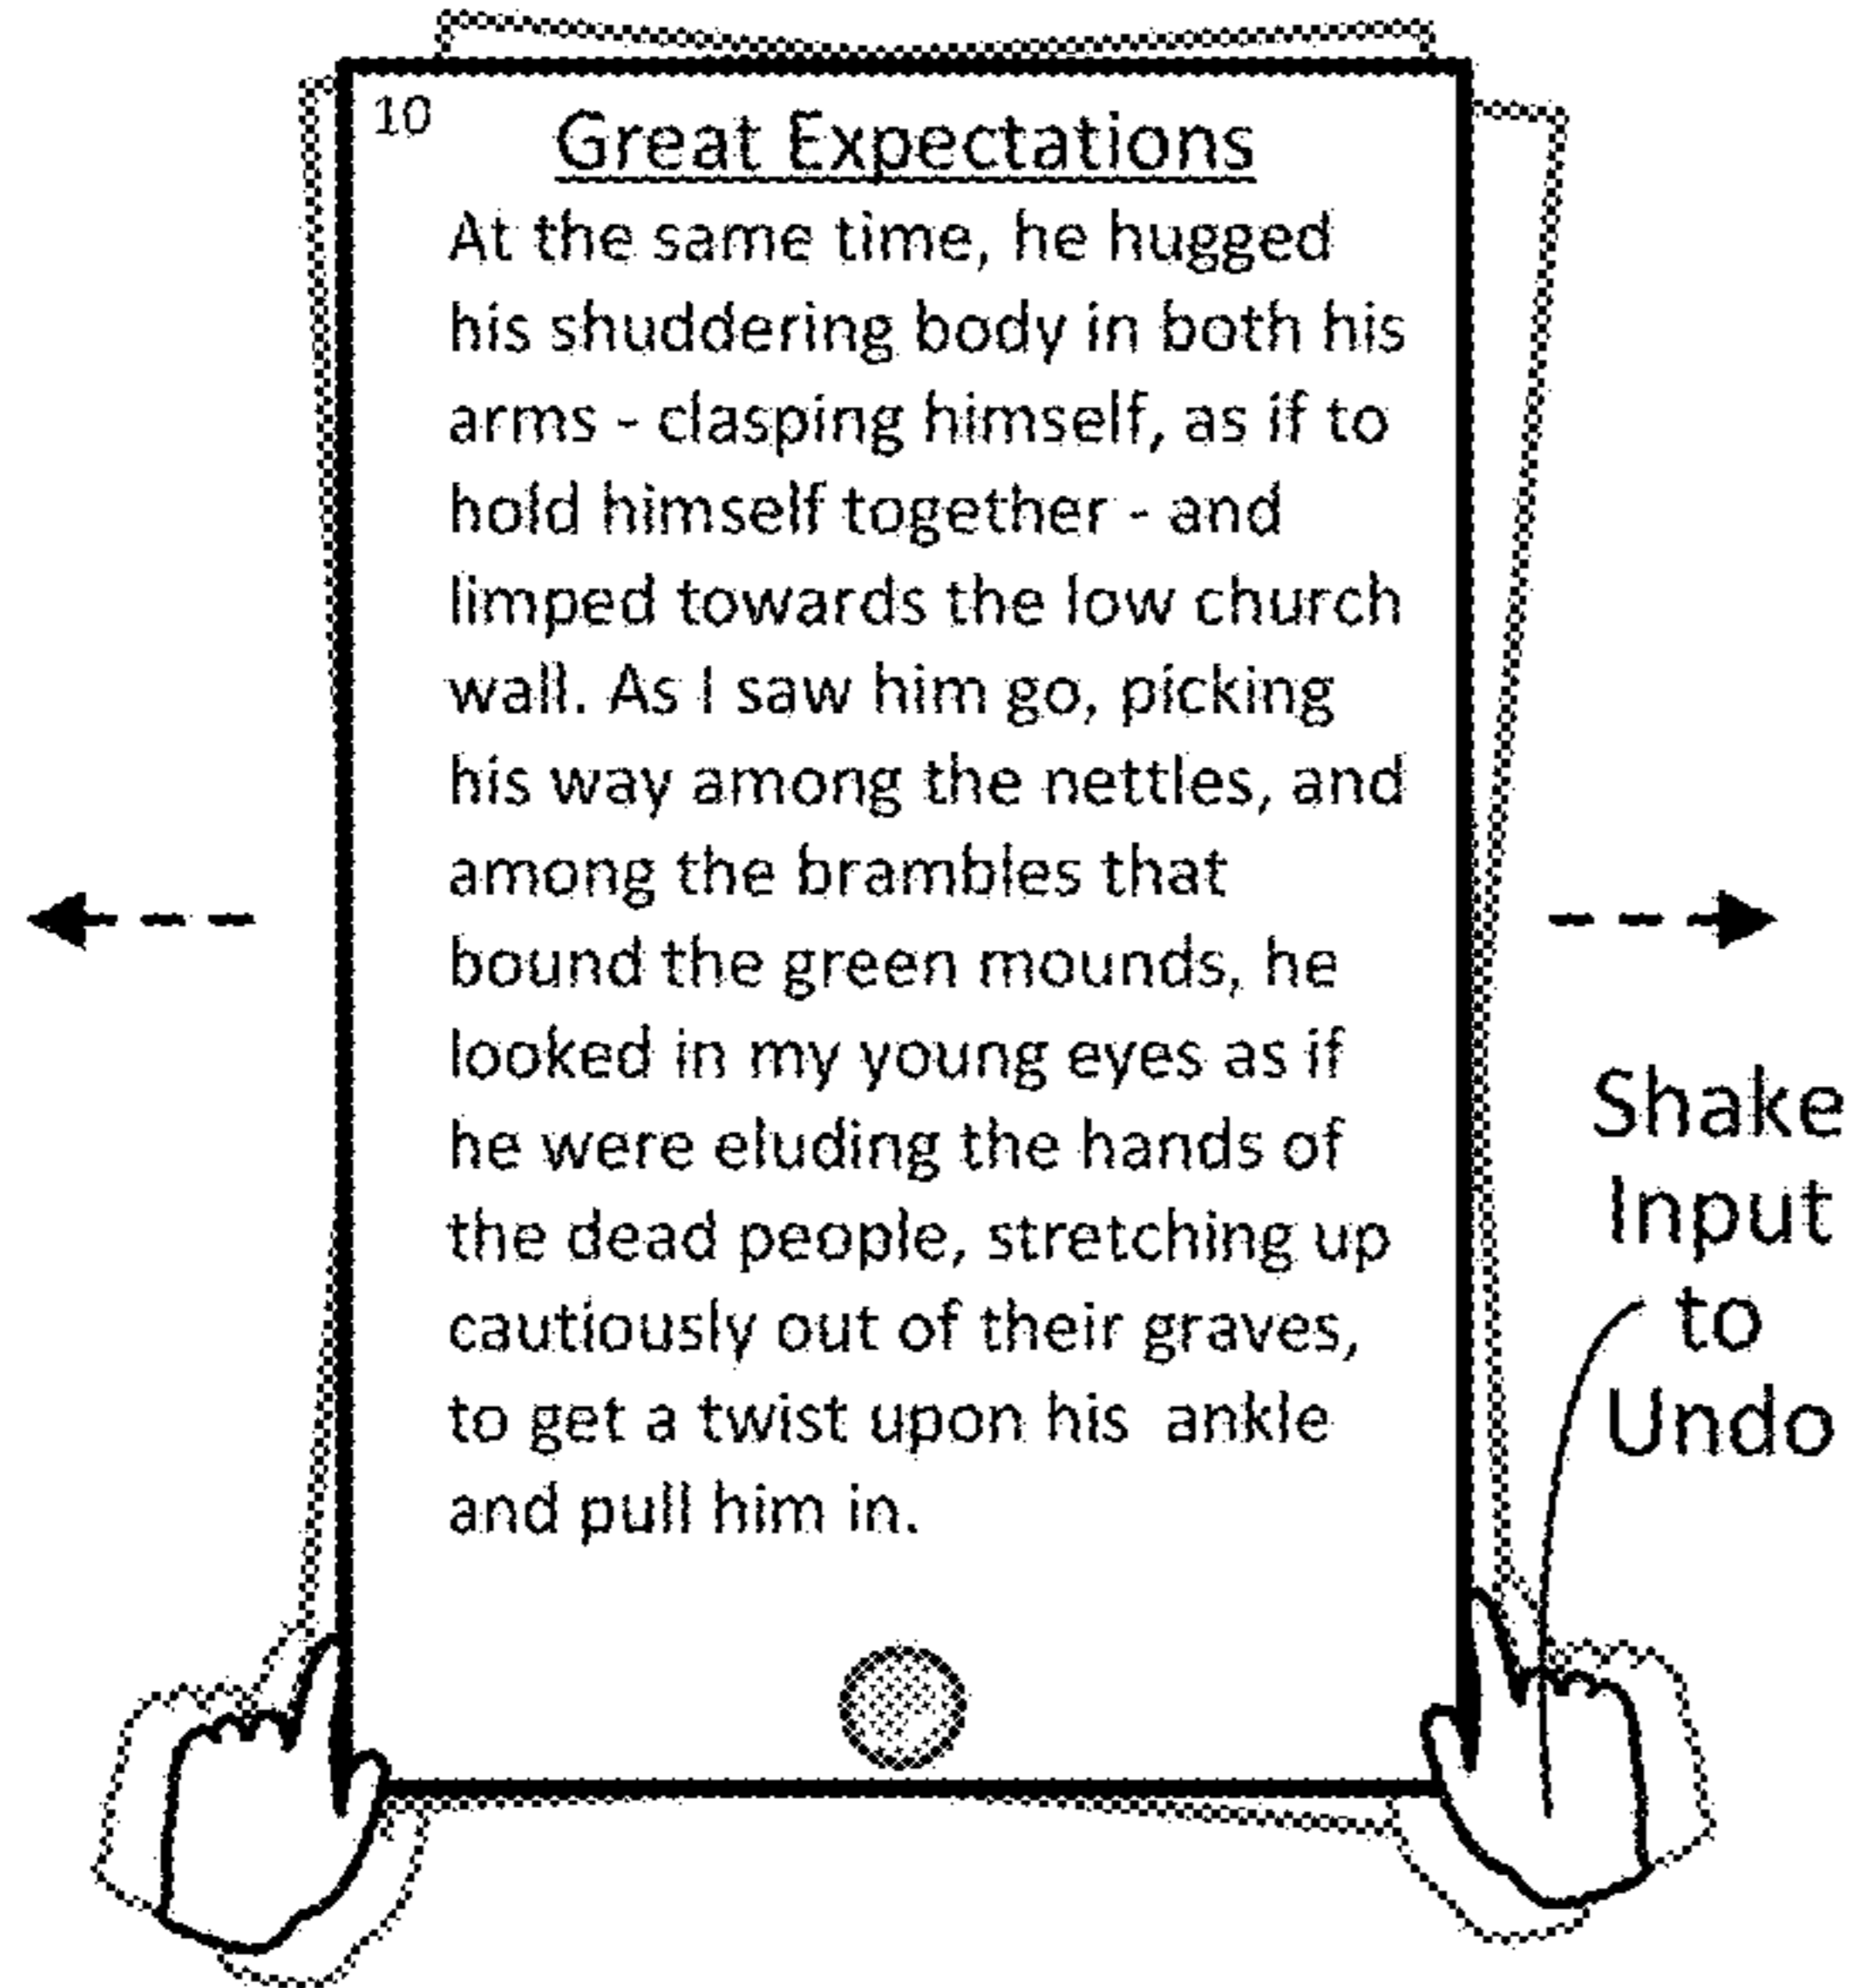 10
Great Expectations
At the same time, he hugged
his shuddering body in both his
arms - clasping himself, as if to
hold himself together - and
limped towards the low church
wall. As I saw him go, picking
his way among the nettles, and
among the brambles that
bound the green mounds, he
looked in my young eyes as if
he were eluding the hands of
the dead people, stretching up
cautiously out of their graves,
to get a twist upon his  ankle
and pull him in.
Shake
Input
to
Undo